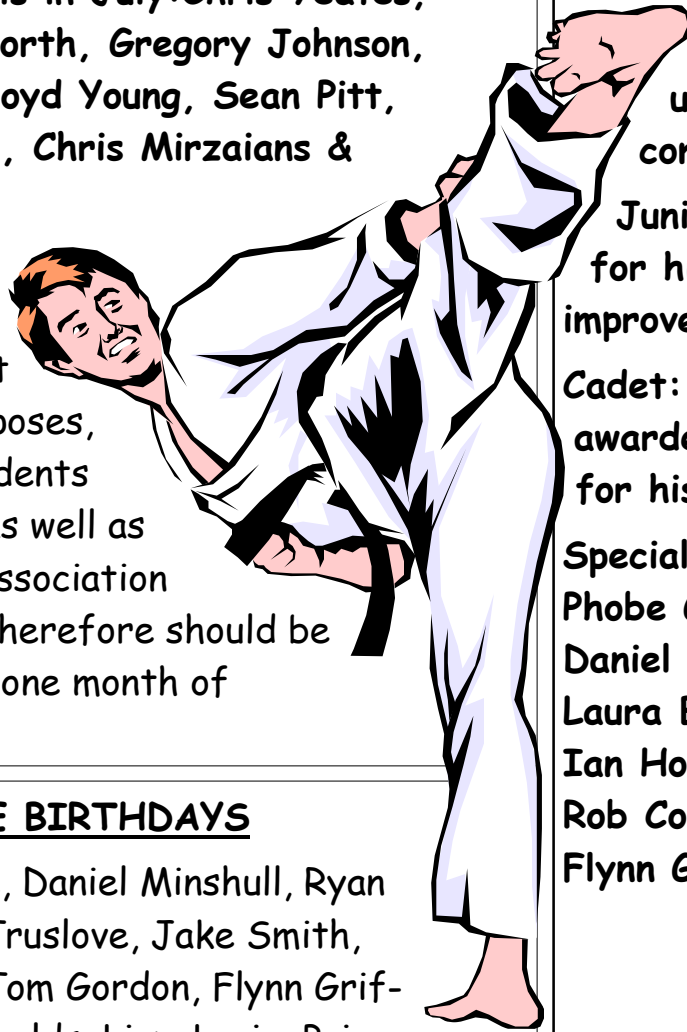 orth, Gregory Johnson,
oyd Young, Sean Pitt,
, Chris Mirzaians &
t
poses,
dents
s well as
ssociation
herefore should be
one month of
E BIRTHDAYS
, Daniel Minshull, Ryan
Truslove, Jake Smith,
Tom Gordon, Flynn Grif-
u
cor
Juni
for h
improve
Cadet:
awarde
for his
Special
Phobe
Daniel
Laura
Ian Ho
Rob Co
Flynn G